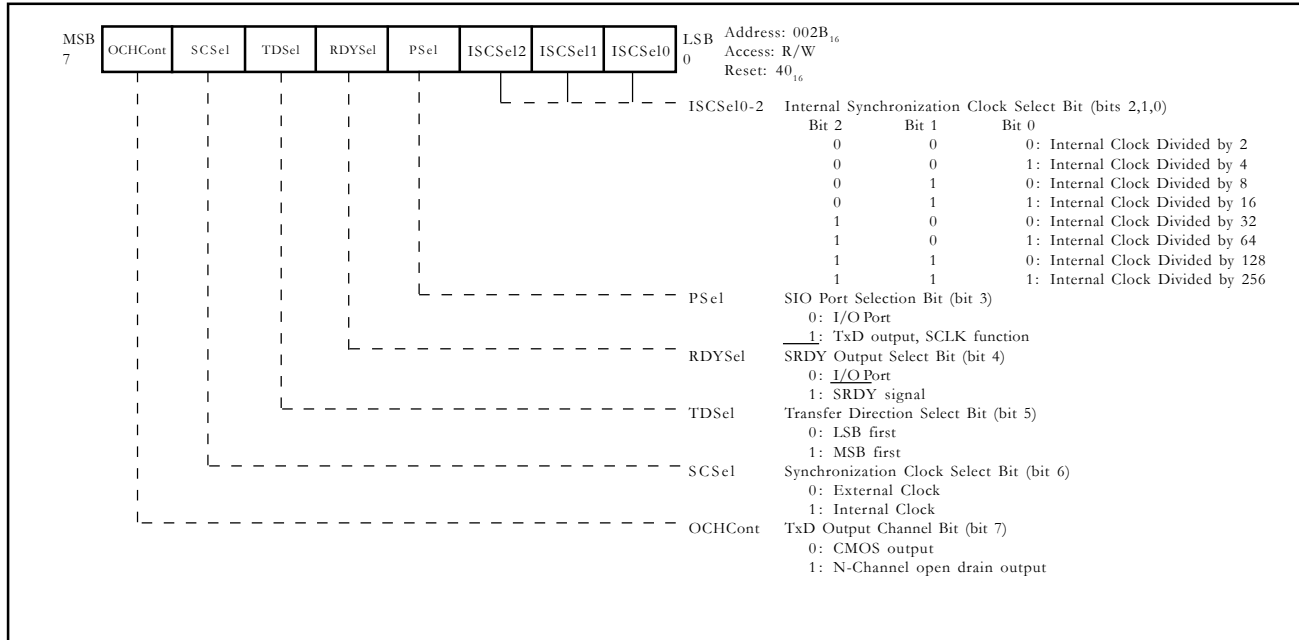 MSB 7 OCHCont SCSel TDSel RDYSel PSel ISCSel2 ISCSel1 ISCSel0 LSB 0
Address: 002B16
Access: R/W
Reset: 4016
ISCSel0-2 Internal Synchronization Clock Select Bit (bits 2,1,0)
Bit 2 Bit 1 Bit 0
0 0 0: Internal Clock Divided by 2
0 0 1: Internal Clock Divided by 4
0 1 0: Internal Clock Divided by 8
0 1 1: Internal Clock Divided by 16
1 0 0: Internal Clock Divided by 32
1 0 1: Internal Clock Divided by 64
1 1 0: Internal Clock Divided by 128
1 1 1: Internal Clock Divided by 256
PSel SIO Port Selection Bit (bit 3)
0: I/O Port
1: TxD output, SCLK function
RDYSel SRDY Output Select Bit (bit 4)
0: I/O Port
1: SRDY signal
TDSel Transfer Direction Select Bit (bit 5)
0: LSB first
1: MSB first
SCSel Synchronization Clock Select Bit (bit 6)
0: External Clock
1: Internal Clock
OCHCont TxD Output Channel Bit (bit 7)
0: CMOS output
1: N-Channel open drain output